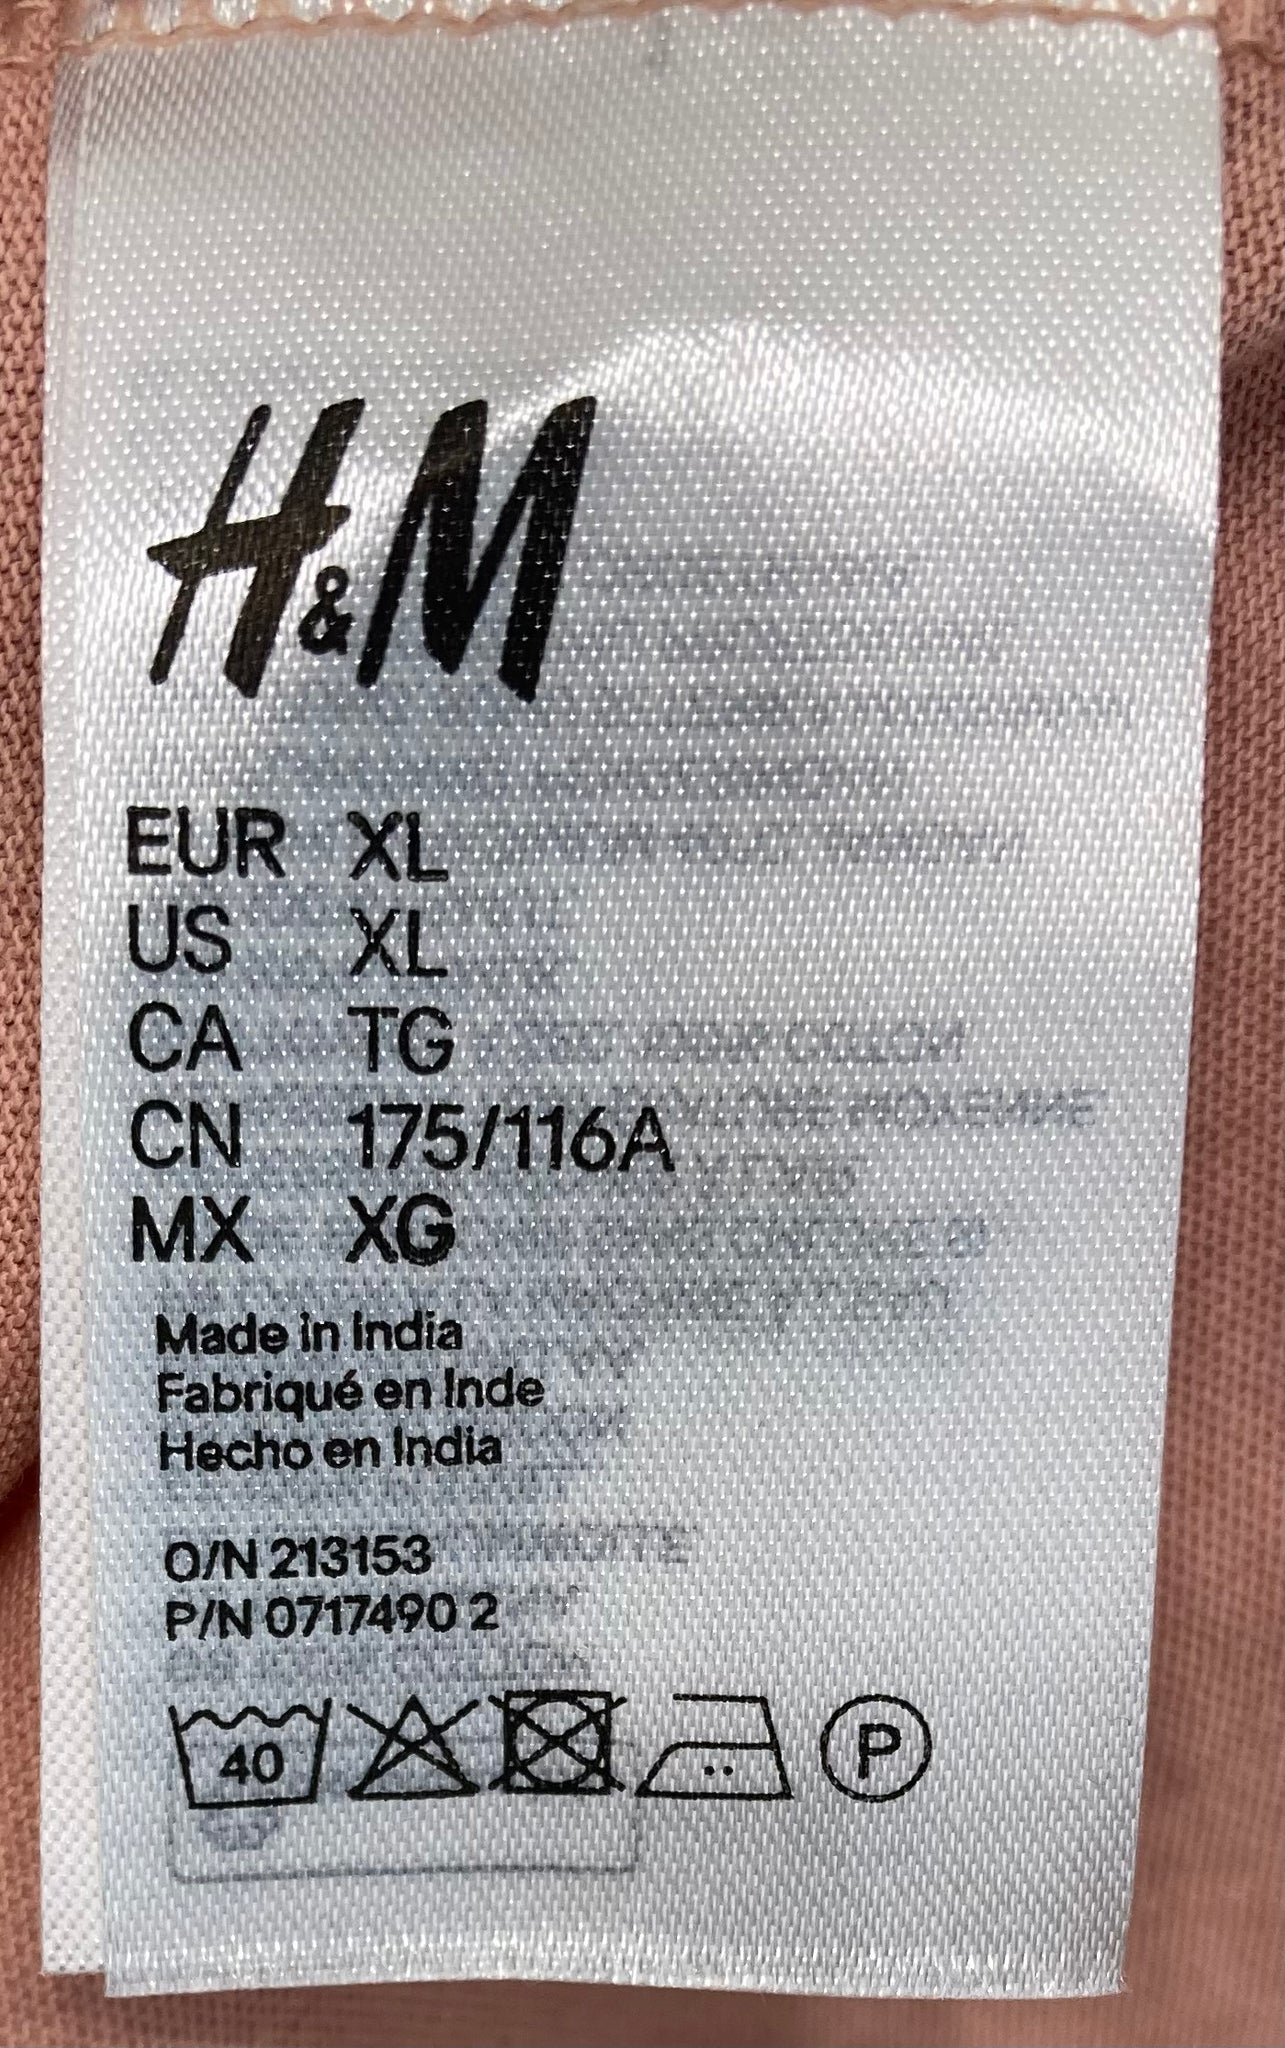 H&M
EUR XL
US XL
CA TG
CN 175/116A
MX XG
Made in India
Fabriqué en Inde
Hecho en India
O/N 213153
P/N 0717490 2
40 P